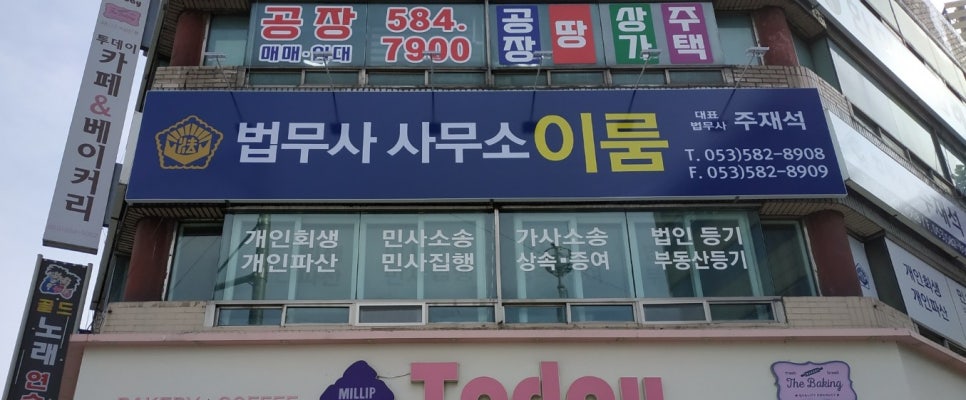 공장 584.
매매·임대 7900
공장 땅 상가 주택
투데이
카페&베이커리
法
법무사 사무소 이룸
대표
법무사 주재석
T. 053)582-8908
F. 053)582-8909
개인회생 민사소송 가사소송 법인 등기
개인파산 민사집행 상속·증여 부동산등기
개인회생
개인파산
골드
노래
BAKERY & COFFEE
MILLIP
Today
The Baking